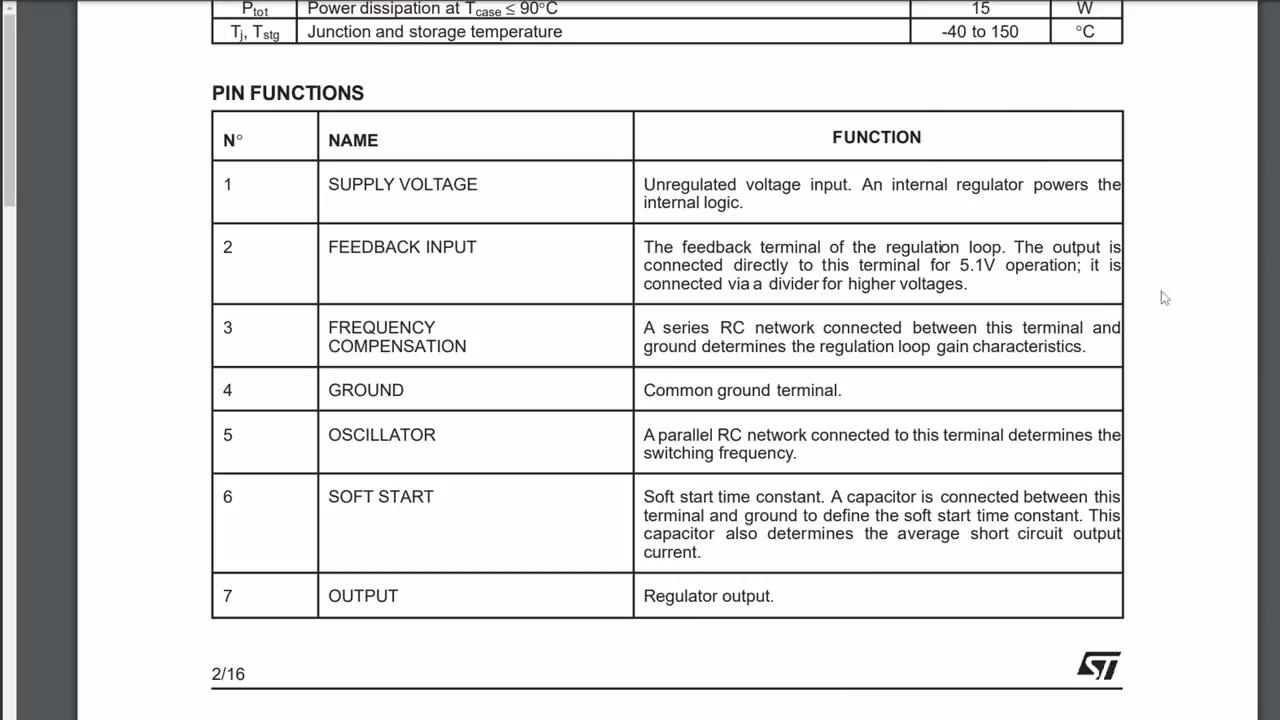 Ptot Power dissipation at Tcase ≤ 90°C 15 W
Tj, Tstg Junction and storage temperature -40 to 150 °C
PIN FUNCTIONS
N° NAME FUNCTION
1 SUPPLY VOLTAGE Unregulated voltage input. An internal regulator powers the
internal logic.
2 FEEDBACK INPUT The feedback terminal of the regulation loop. The output is
connected directly to this terminal for 5.1V operation; it is
connected via a divider for higher voltages.
3 FREQUENCY A series RC network connected between this terminal and
COMPENSATION ground determines the regulation loop gain characteristics.
4 GROUND Common ground terminal.
5 OSCILLATOR A parallel RC network connected to this terminal determines the
switching frequency.
6 SOFT START Soft start time constant. A capacitor is connected between this
terminal and ground to define the soft start time constant. This
capacitor also determines the average short circuit output
current.
7 OUTPUT Regulator output.
2/16 ST